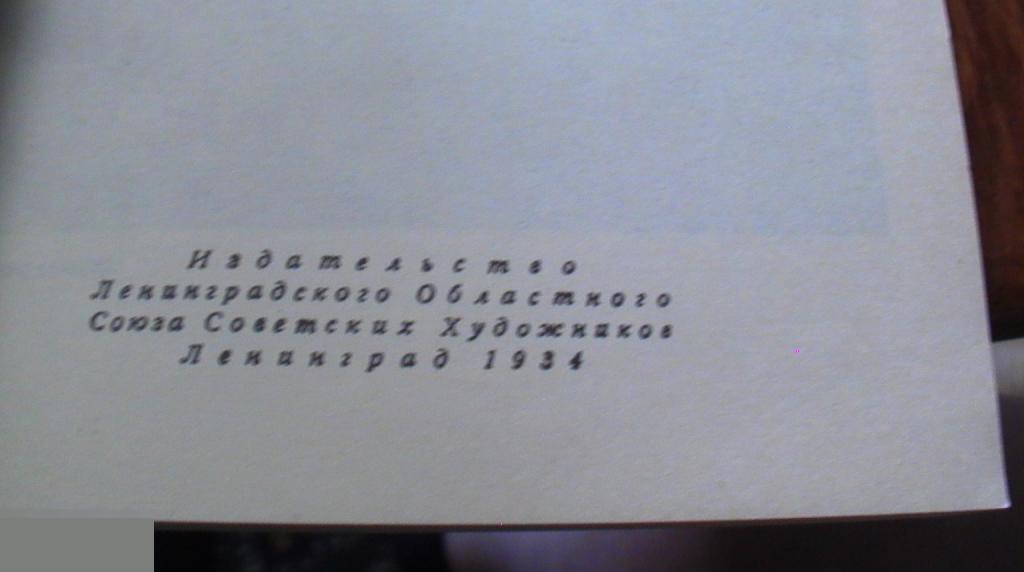 Издательство
Ленинградского Областного
Союза Советских Художников
Ленинград 1934